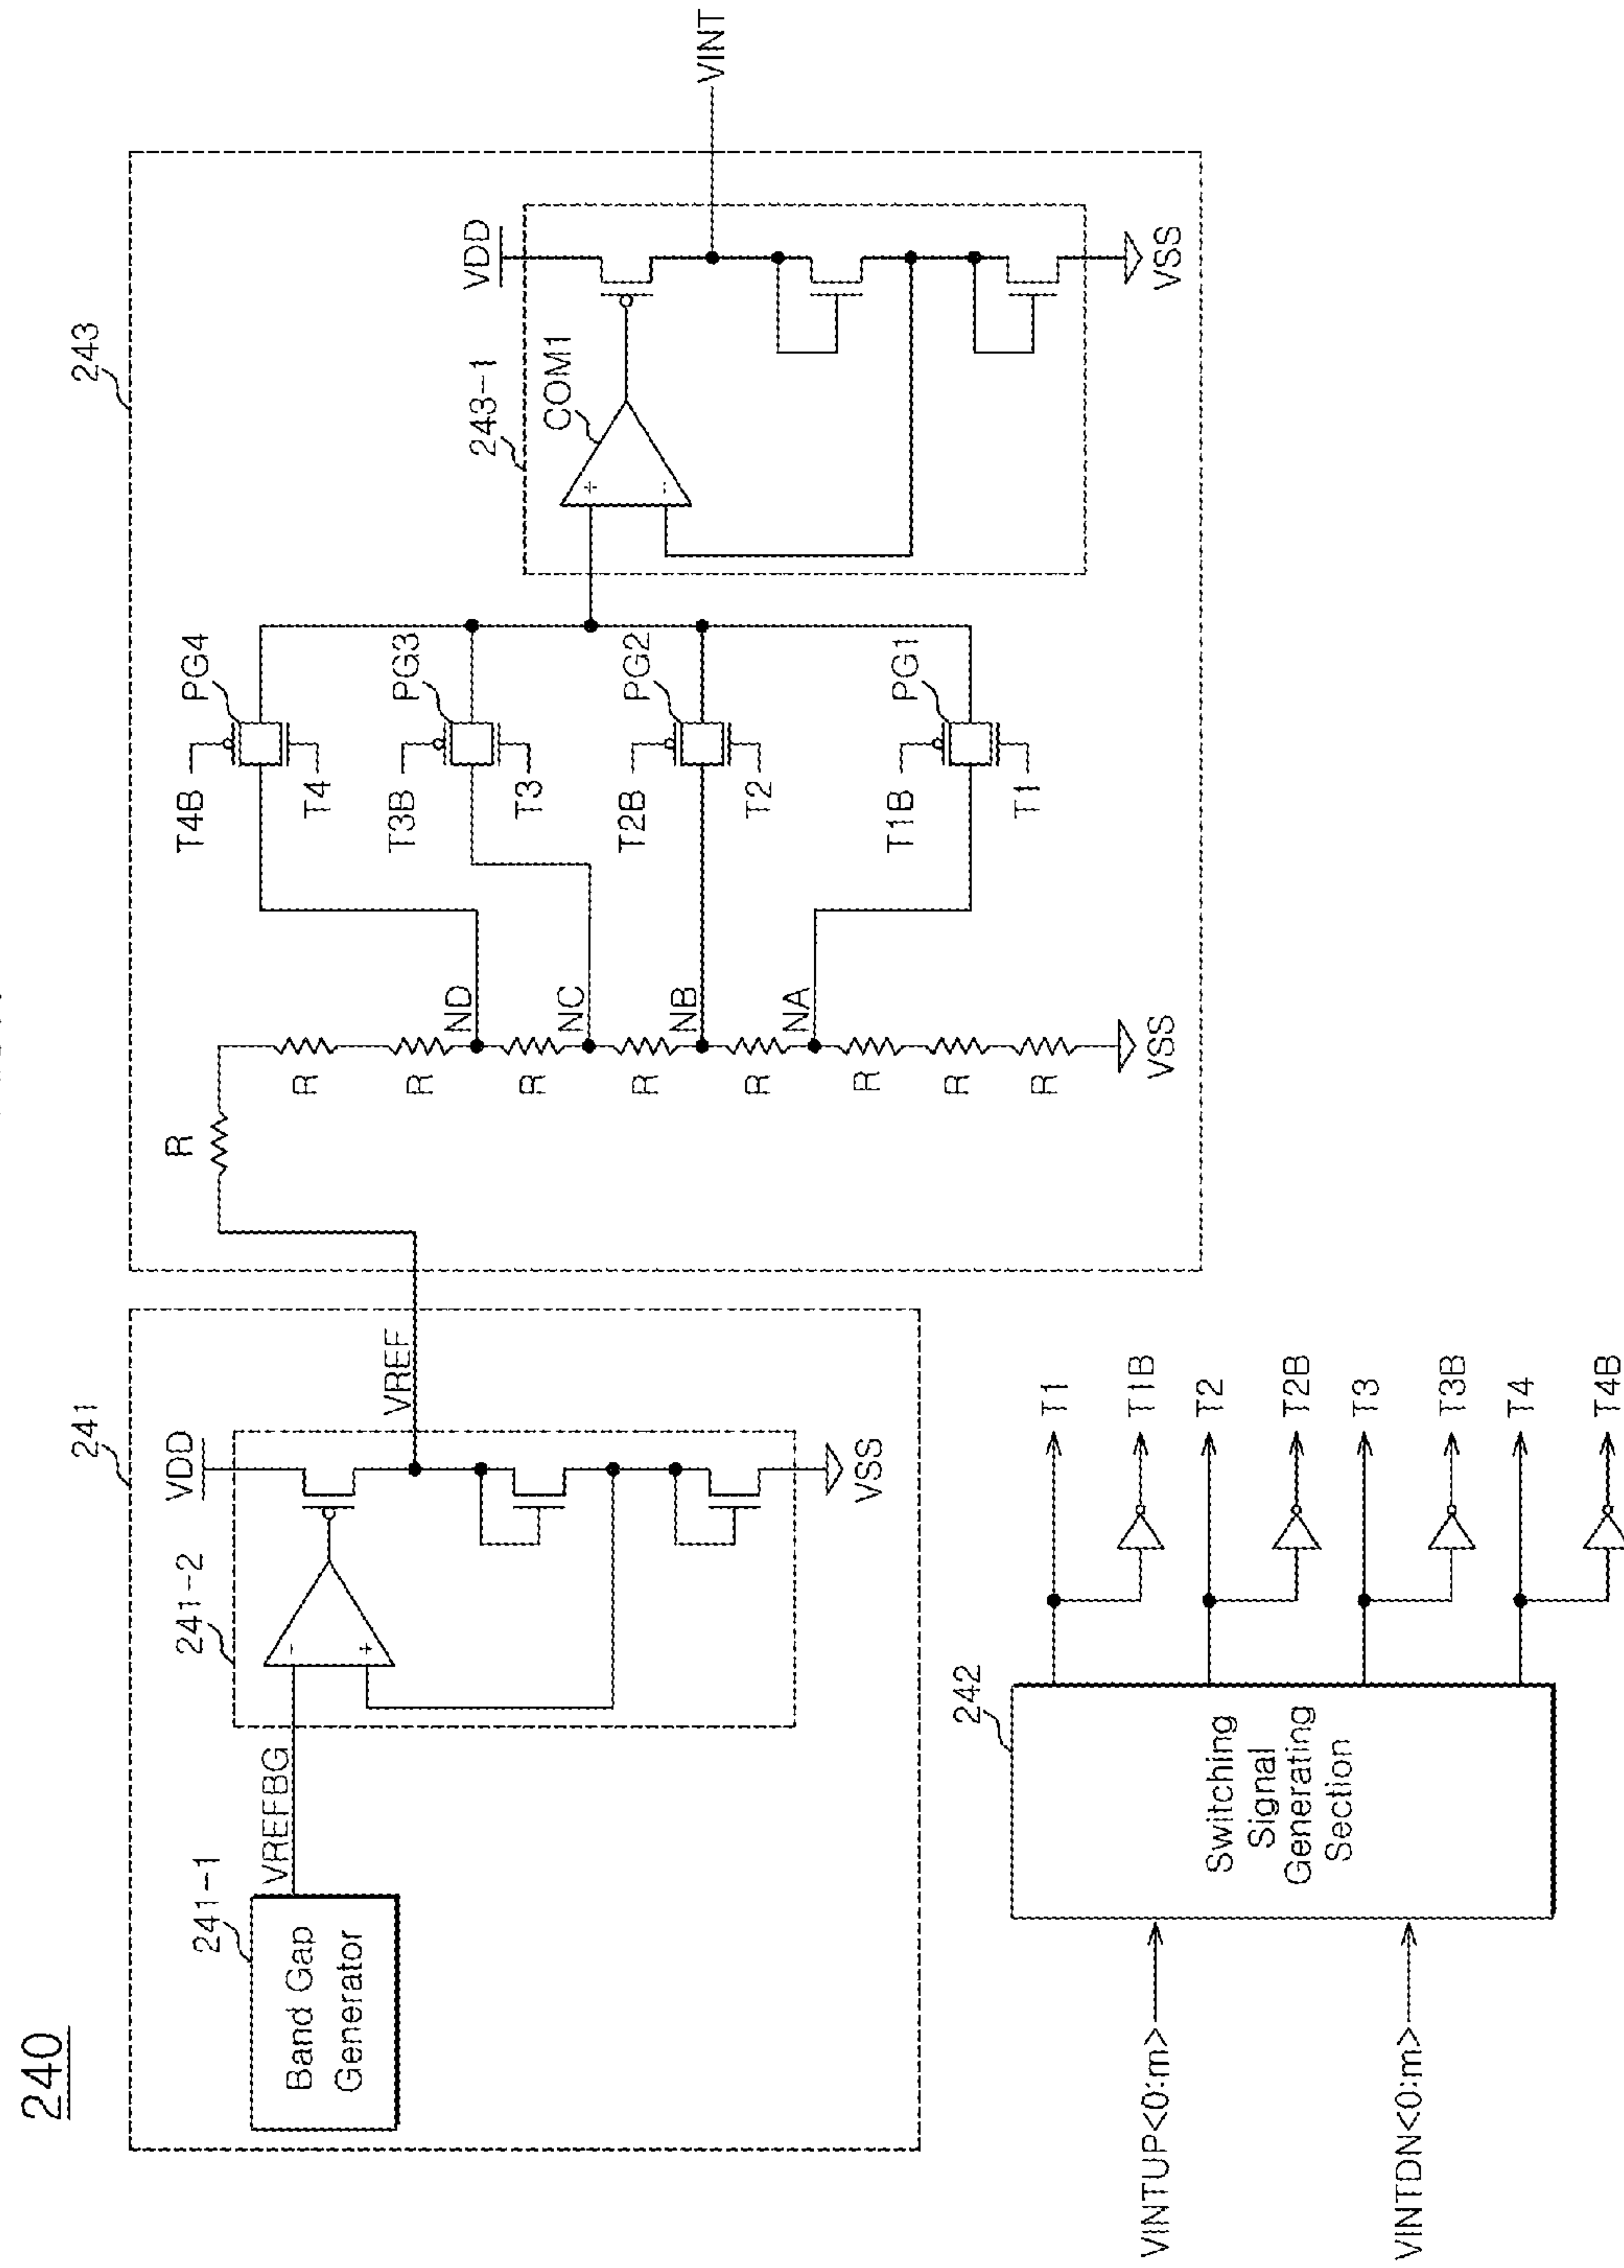 240
241
241-1
Band Gap
Generator
VREFBG
241-2
VDD
-
+
VREF
VSS
243
R
R
R
R
R
R
R
R
R
ND
NC
NB
NA
VSS
T4B
PG4
T4
T3B
PG3
T3
T2B
PG2
T2
T1B
PG1
T1
243-1
COM1
+
-
VDD
VSS
VINT
VINTUP<0:m>
VINTDN<0:m>
242
Switching
Signal
Generating
Section
T1
T1B
T2
T2B
T3
T3B
T4
T4B